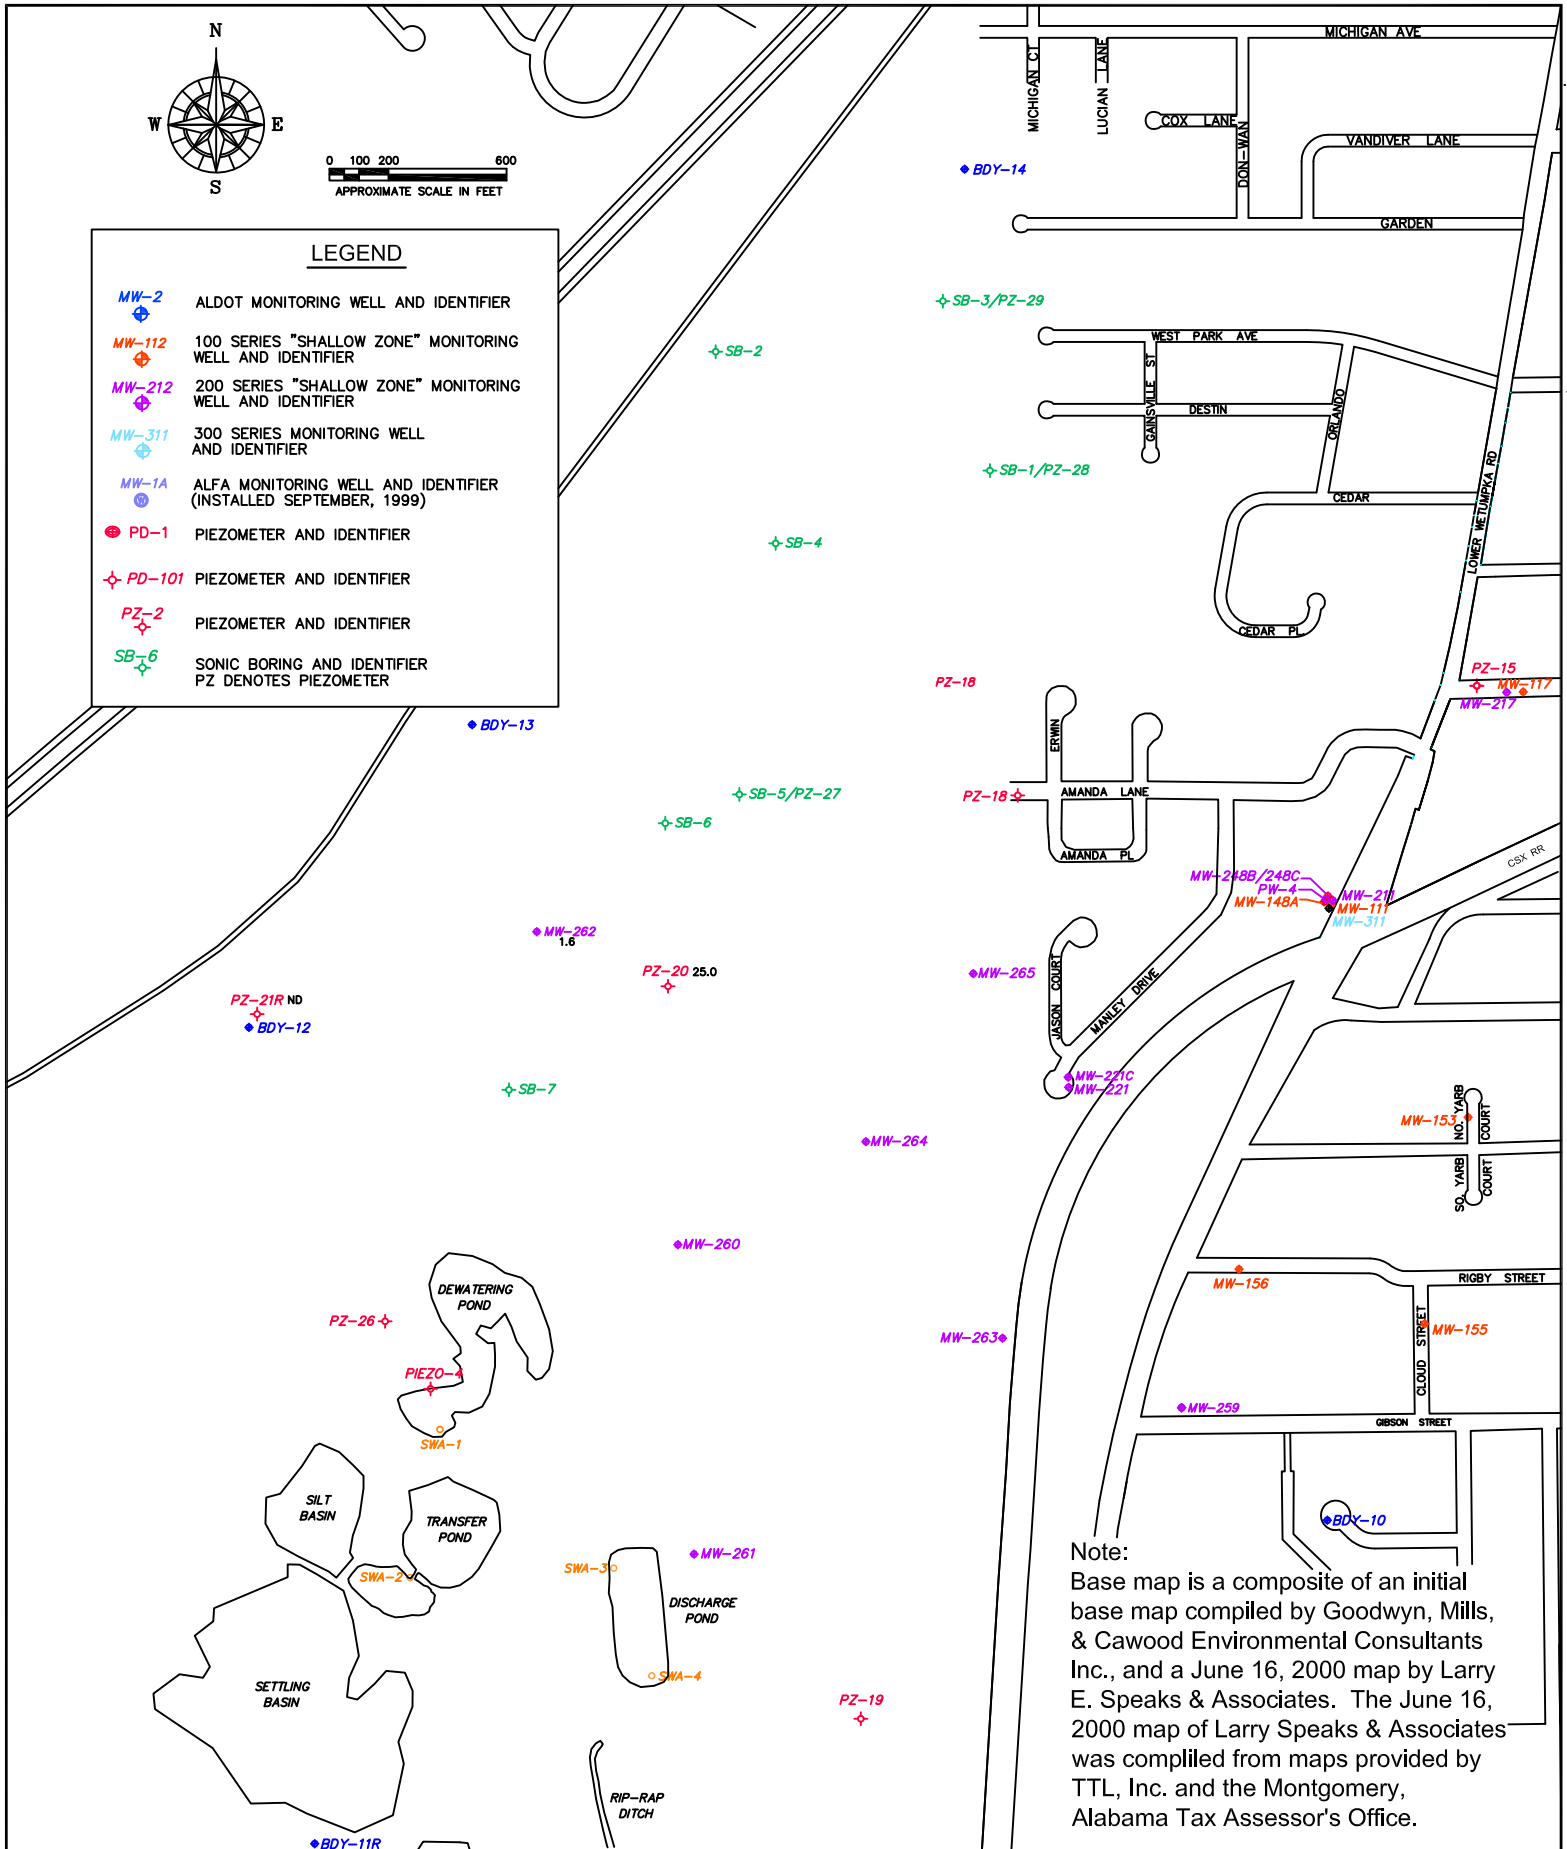 N
W E
S
0 100 200 600
APPROXIMATE SCALE IN FEET
MICHIGAN AVE
MICHIGAN CT
LUCIAN LANE
COX LANE
DON-WAN
VANDIVER LANE
GARDEN
BDY-14
LEGEND
MW-2 ALDOT MONITORING WELL AND IDENTIFIER
MW-112 100 SERIES "SHALLOW ZONE" MONITORING
WELL AND IDENTIFIER
MW-212 200 SERIES "SHALLOW ZONE" MONITORING
WELL AND IDENTIFIER
MW-311 300 SERIES MONITORING WELL
AND IDENTIFIER
MW-1A ALFA MONITORING WELL AND IDENTIFIER
(INSTALLED SEPTEMBER, 1999)
PD-1 PIEZOMETER AND IDENTIFIER
PD-101 PIEZOMETER AND IDENTIFIER
PZ-2 PIEZOMETER AND IDENTIFIER
SB-6 SONIC BORING AND IDENTIFIER
PZ DENOTES PIEZOMETER
SB-3/PZ-29
SB-2
WEST PARK AVE
GAINSVILLE ST
DESTIN
ORLANDO
SB-1/PZ-28
CEDAR
LOWER WETUMPKA RD
SB-4
CEDAR PL
PZ-18
PZ-15
MW-117
MW-217
BDY-13
ERWIN
SB-5/PZ-27
PZ-18
AMANDA LANE
SB-6
AMANDA PL
CSX RR
MW-248B/248C
PW-4
MW-148A
MW-211
MW-111
MW-311
MW-262
1.6
PZ-20 25.0
MW-265
JASON COURT
MANLEY DRIVE
PZ-21R ND
BDY-12
SB-7
MW-221C
MW-221
MW-153
NO. YARB
COURT
SO. YARB
COURT
MW-264
MW-260
DEWATERING
POND
MW-156
RIGBY STREET
PZ-26
MW-263
MW-155
CLOUD STREET
PIEZO-4
MW-259
GIBSON STREET
SWA-1
SILT
BASIN
TRANSFER
POND
BDY-10
SWA-2
SWA-3
MW-261
DISCHARGE
POND
SWA-4
SETTLING
BASIN
PZ-19
RIP-RAP
DITCH
BDY-11R
Note:
Base map is a composite of an initial
base map compiled by Goodwyn, Mills,
& Cawood Environmental Consultants
Inc., and a June 16, 2000 map by Larry
E. Speaks & Associates. The June 16,
2000 map of Larry Speaks & Associates
was compliled from maps provided by
TTL, Inc. and the Montgomery,
Alabama Tax Assessor's Office.